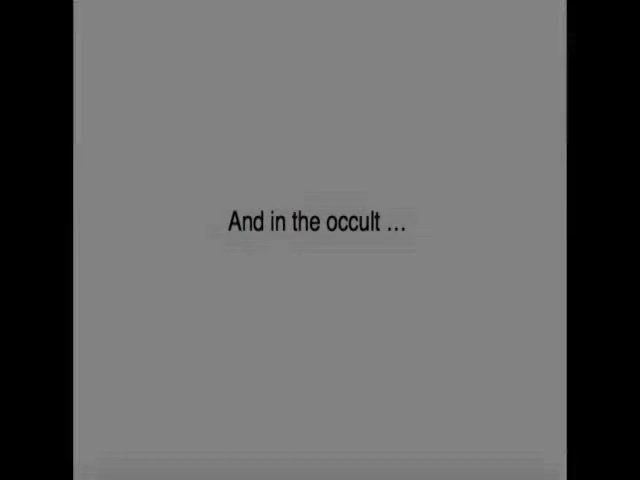 And in the occult …